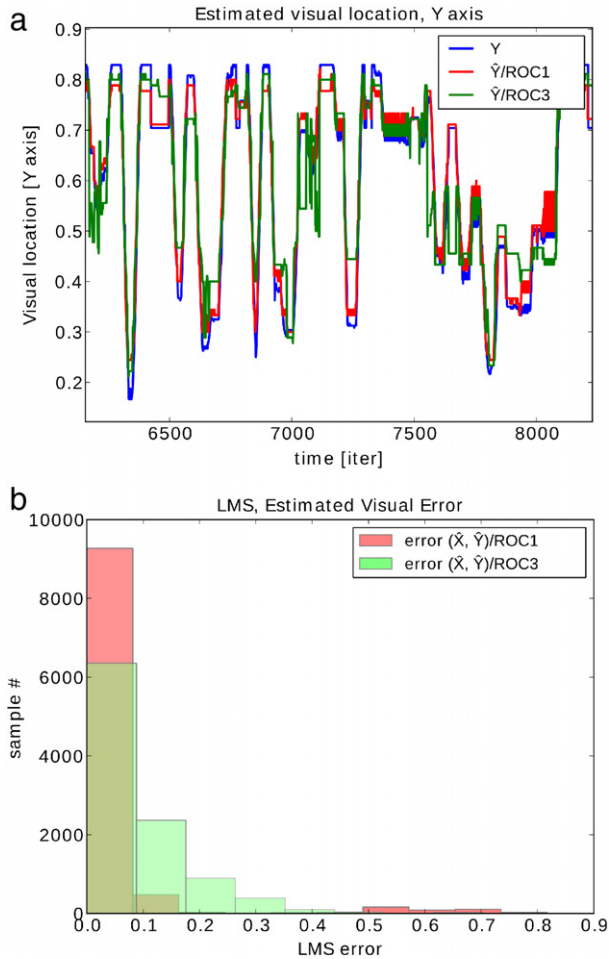 a
Estimated visual location, Y axis
0.9
0.8
0.7
0.6
0.5
0.4
0.3
0.2
Visual location [Y axis]
Y
Ŷ/ROC1
Ŷ/ROC3
6500 7000 7500 8000
time [iter]
b
LMS, Estimated Visual Error
10000
8000
6000
4000
2000
0
sample #
error (X̂, Ŷ)/ROC1
error (X̂, Ŷ)/ROC3
0.0 0.1 0.2 0.3 0.4 0.5 0.6 0.7 0.8 0.9
LMS error